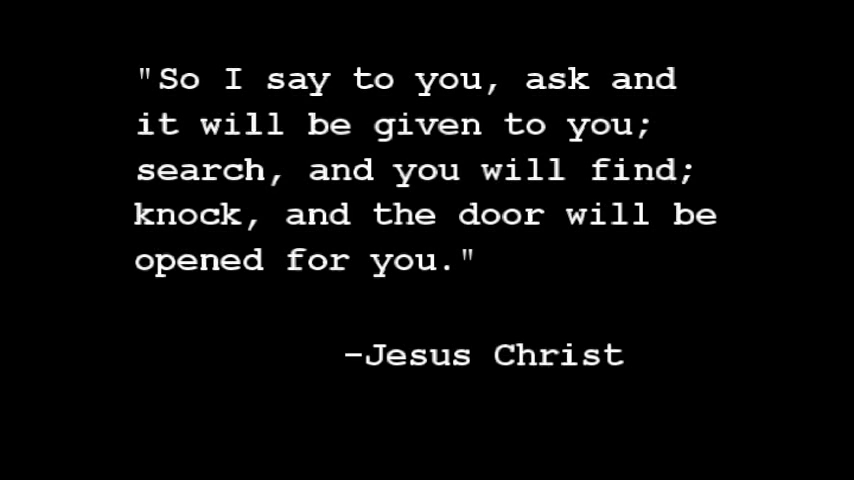 "So I say to you, ask and
it will be given to you;
search, and you will find;
knock, and the door will be
opened for you."
-Jesus Christ